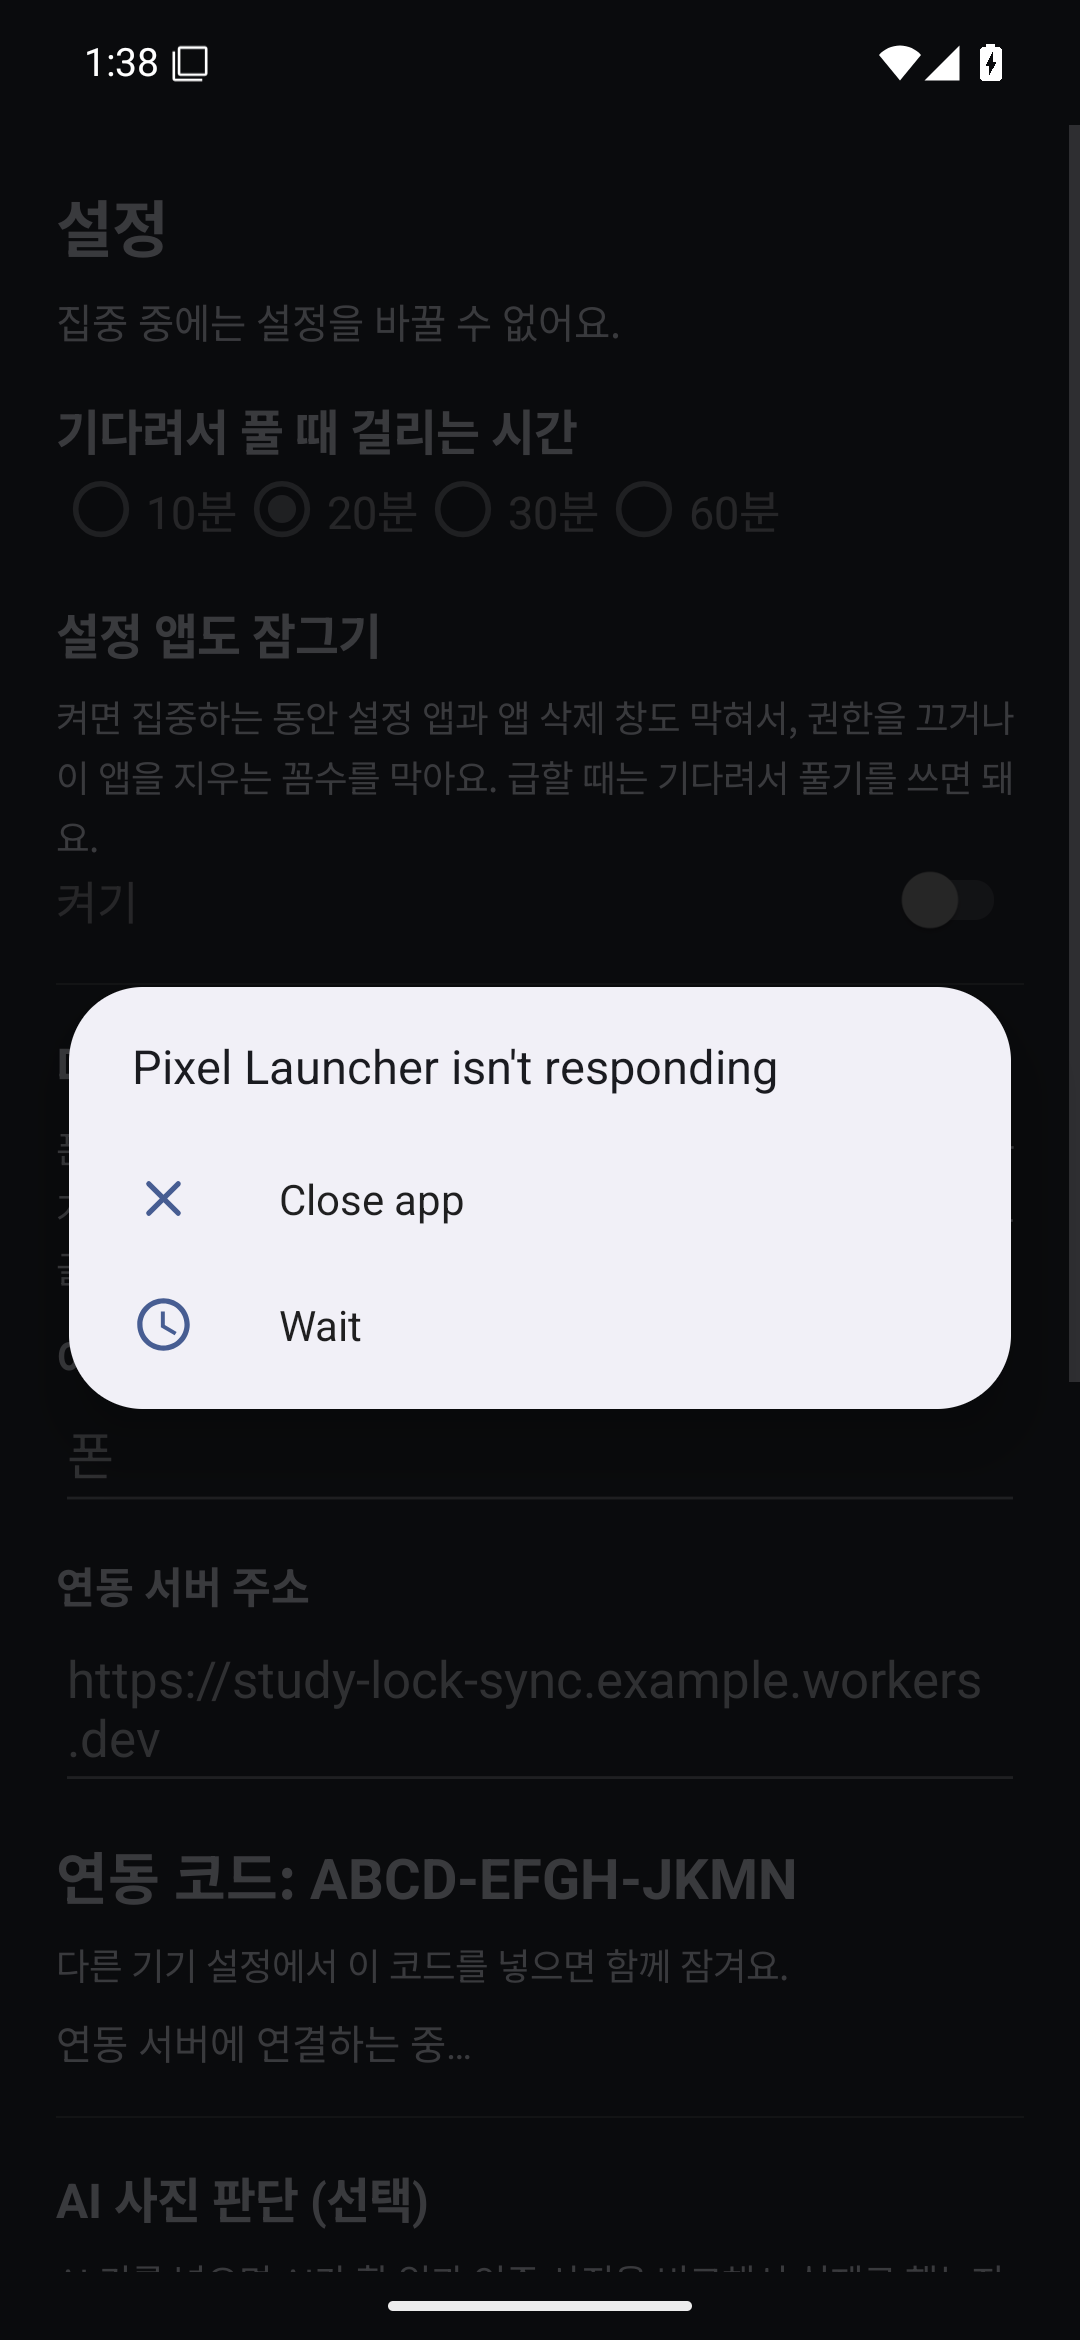 1:38
설정
집중 중에는 설정을 바꿀 수 없어요.
기다려서 풀 때 걸리는 시간
10분 20분 30분 60분
설정 앱도 잠그기
켜면 집중하는 동안 설정 앱과 앱 삭제 창도 막혀서, 권한을 끄거나
이 앱을 지우는 꼼수를 막아요. 급할 때는 기다려서 풀기를 쓰면 돼
요.
켜기
Pixel Launcher isn't responding
Close app
Wait
폰
연동 서버 주소
https://study-lock-sync.example.workers
.dev
연동 코드: ABCD-EFGH-JKMN
다른 기기 설정에서 이 코드를 넣으면 함께 잠겨요.
연동 서버에 연결하는 중…
AI 사진 판단 (선택)